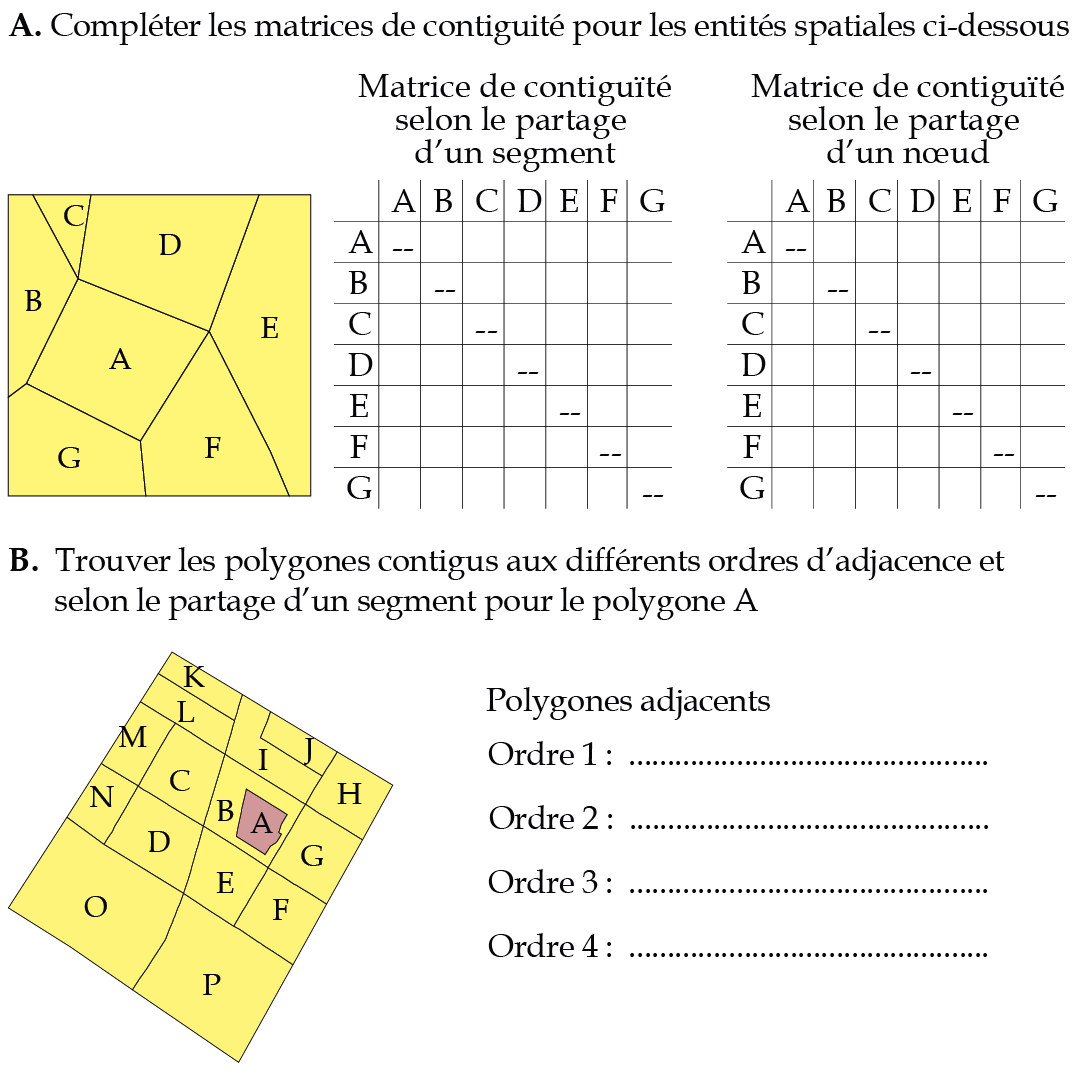 A. Compléter les matrices de contiguité pour les entités spatiales ci-dessous
Matrice de contiguïté
selon le partage
d’un segment
A B C D E F G
A --
B --
C --
D --
E --
F --
G --
Matrice de contiguïté
selon le partage
d’un nœud
A B C D E F G
A --
B --
C --
D --
E --
F --
G --
C
D
B
E
A
F
G
B. Trouver les polygones contigus aux différents ordres d’adjacence et
selon le partage d’un segment pour le polygone A
K
L
M
J
I
C
H
N
B
A
D
G
E
O
F
P
Polygones adjacents
Ordre 1 : ...............................................
Ordre 2 : ...............................................
Ordre 3 : ...............................................
Ordre 4 : ...............................................